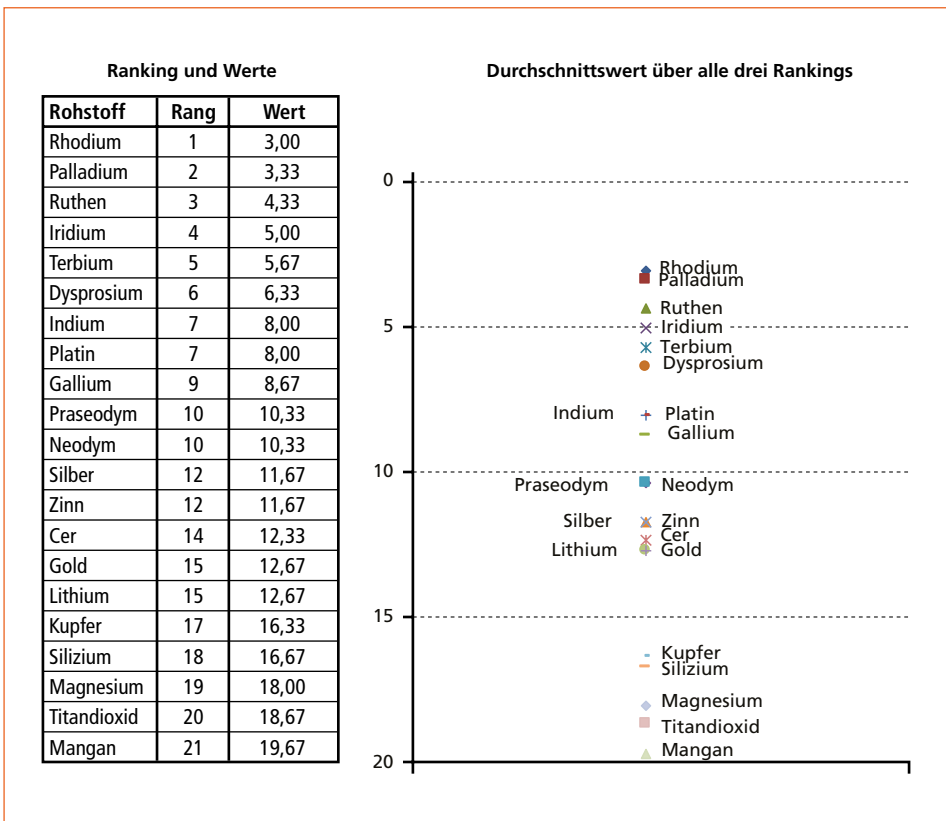 Ranking und Werte
Rohstoff Rang Wert
Rhodium 1 3,00
Palladium 2 3,33
Ruthen 3 4,33
Iridium 4 5,00
Terbium 5 5,67
Dysprosium 6 6,33
Indium 7 8,00
Platin 7 8,00
Gallium 9 8,67
Praseodym 10 10,33
Neodym 10 10,33
Silber 12 11,67
Zinn 12 11,67
Cer 14 12,33
Gold 15 12,67
Lithium 15 12,67
Kupfer 17 16,33
Silizium 18 16,67
Magnesium 19 18,00
Titandioxid 20 18,67
Mangan 21 19,67
Durchschnittswert über alle drei Rankings
0
Rhodium
Palladium
Ruthen
5 Iridium
Terbium
Dysprosium
Indium Platin
Gallium
10
Praseodym Neodym
Silber Zinn
Cer
Lithium Gold
15
Kupfer
Silizium
Magnesium
Titandioxid
Mangan
20